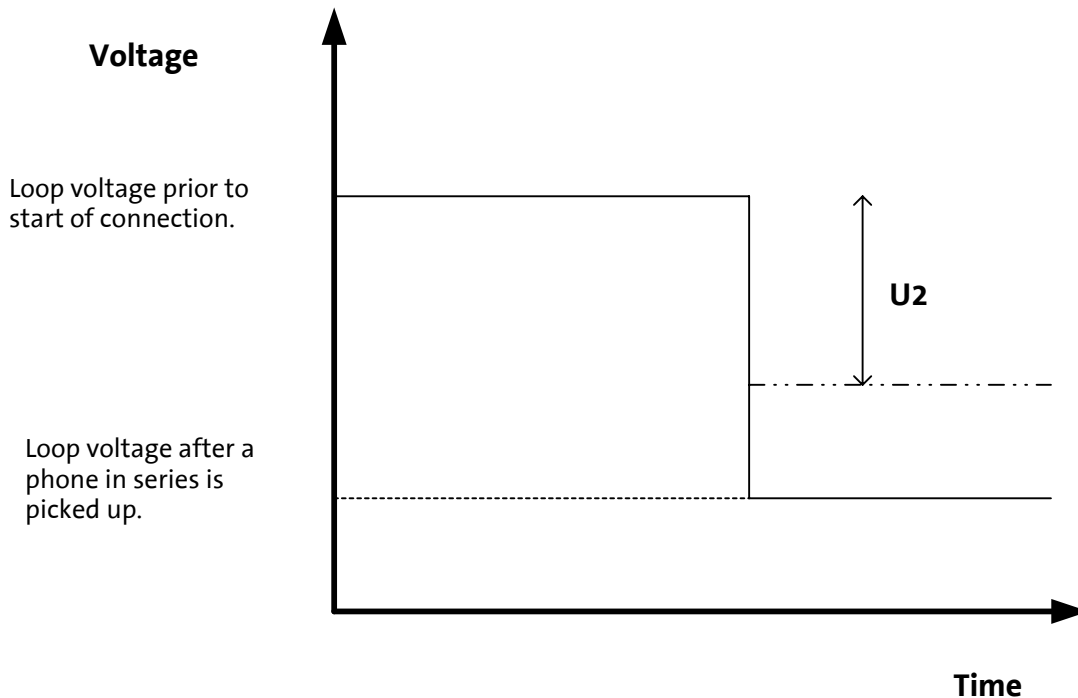 Voltage
Loop voltage prior to
start of connection.
U2
Loop voltage after a
phone in series is
picked up.
Time